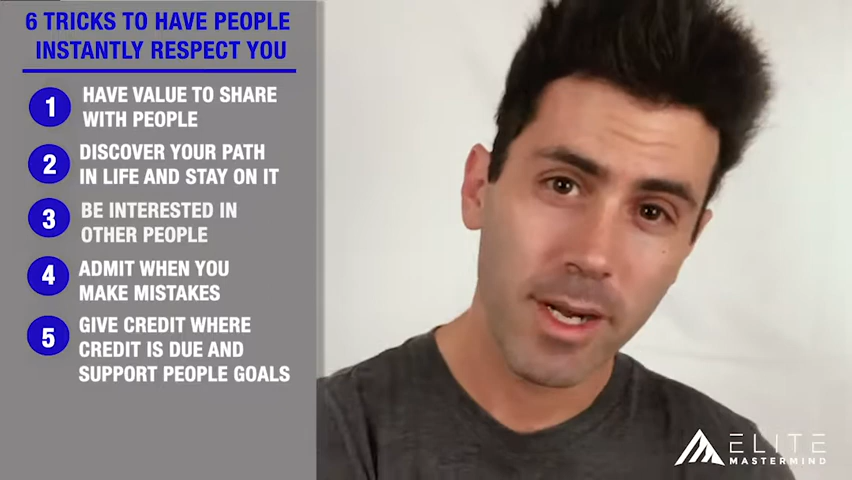 6 TRICKS TO HAVE PEOPLE
INSTANTLY RESPECT YOU
1 HAVE VALUE TO SHARE
WITH PEOPLE
2 DISCOVER YOUR PATH
IN LIFE AND STAY ON IT
3 BE INTERESTED IN
OTHER PEOPLE
4 ADMIT WHEN YOU
MAKE MISTAKES
5 GIVE CREDIT WHERE
CREDIT IS DUE AND
SUPPORT PEOPLE GOALS
ELITE
MASTERMIND